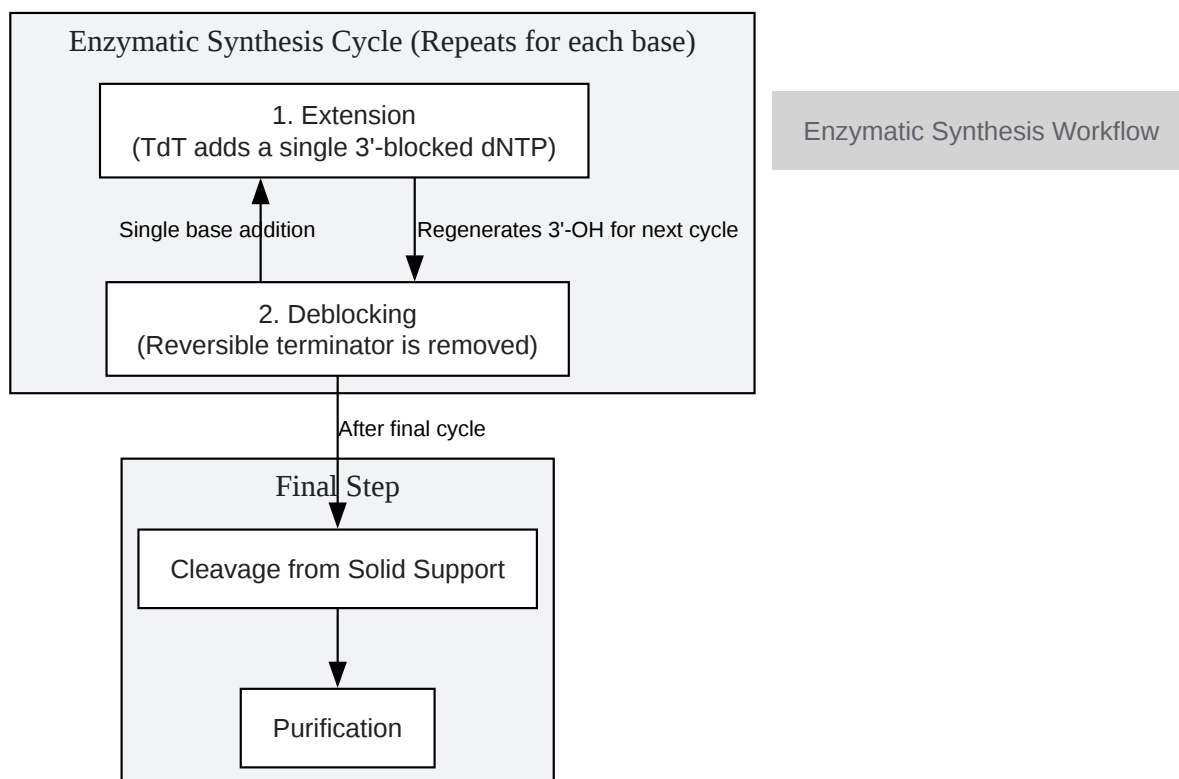 Enzymatic Synthesis Cycle (Repeats for each base)
1. Extension
(TdT adds a single 3'-blocked dNTP)
Enzymatic Synthesis Workflow
Single base addition
Regenerates 3'-OH for next cycle
2. Deblocking
(Reversible terminator is removed)
After final cycle
Final Step
Cleavage from Solid Support
Purification